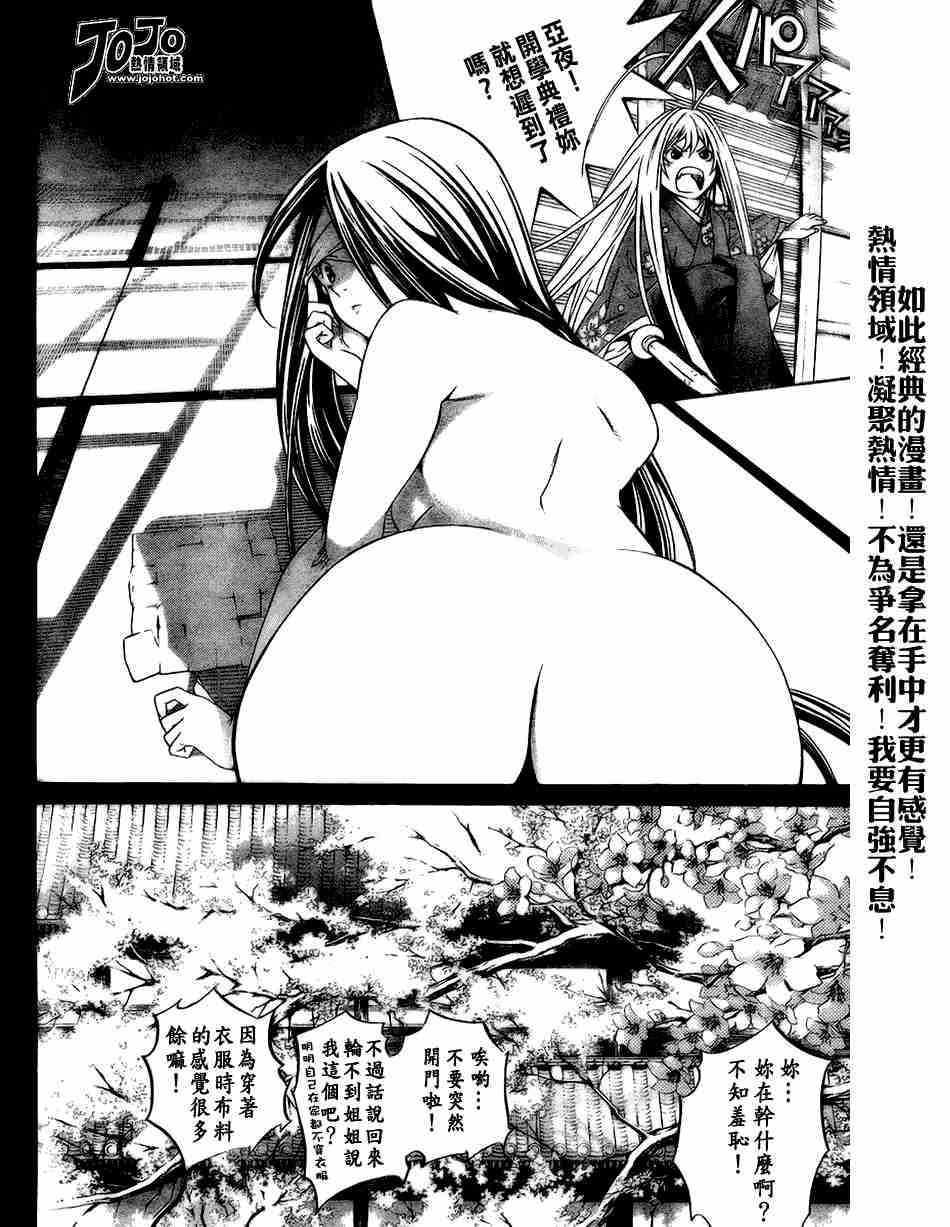 JOJO
熱情領域
www.jojohot.com
亞夜！
開學典禮妳
就想遲到了
嗎？
如此經典的漫畫！還是拿在手中才更有感覺！
熱情領域！凝聚熱情！不為爭名奪利！我要自強不息！
妳…
妳在幹什麼啊？
不知羞恥！
唉喲…
不要突然
開門啦！
不過話說回來
輪不到姐姐說
我這個吧？
明明自己在家都不穿衣服
因為穿著
衣服時布料
的感覺很多
餘嘛！